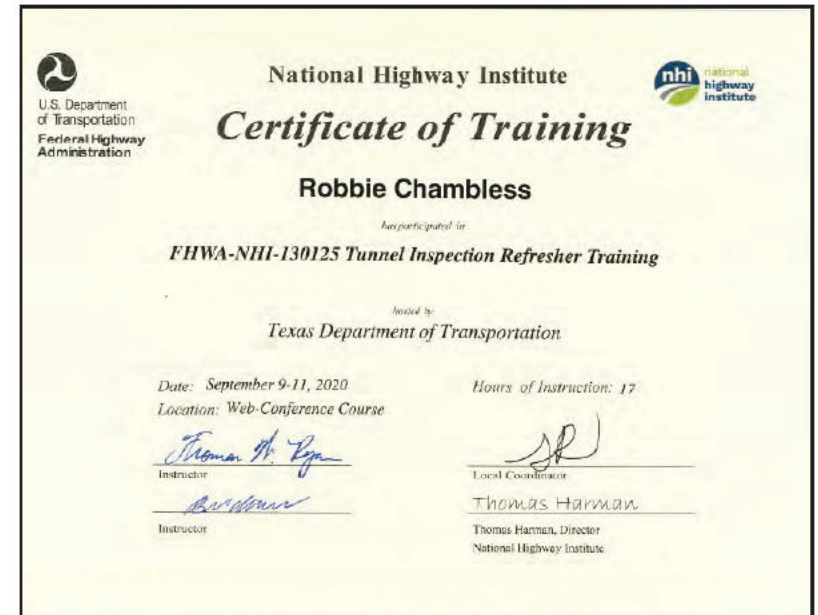 U.S. Department
of Transportation
Federal Highway
Administration
National Highway Institute
nhi national
highway
institute
Certificate of Training
Robbie Chambless
has participated in
FHWA-NHI-130125 Tunnel Inspection Refresher Training
hosted by
Texas Department of Transportation
Date: September 9-11, 2020
Hours of Instruction: 17
Location: Web-Conference Course
Thomas
Instructor
Local Coordinator
Thomas Harman
Instructor
Thomas Harman, Director
National Highway Institute